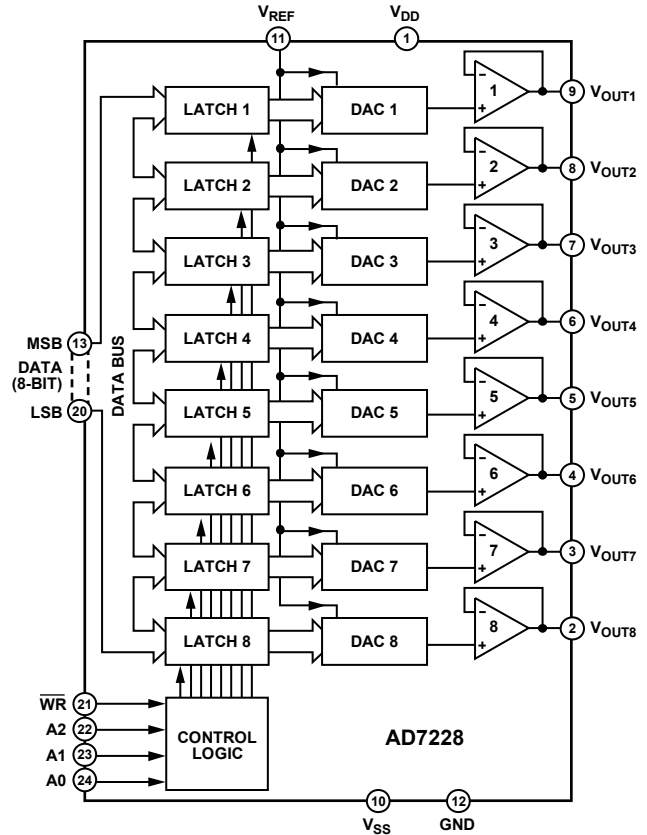 VREF
VDD
11
1
LATCH 1
DAC 1
1
9
VOUT1
LATCH 2
DAC 2
2
8
VOUT2
LATCH 3
DAC 3
3
7
VOUT3
LATCH 4
DAC 4
4
6
VOUT4
MSB
13
DATA
(8-BIT)
LSB
20
DATA BUS
LATCH 5
DAC 5
5
5
VOUT5
LATCH 6
DAC 6
6
4
VOUT6
LATCH 7
DAC 7
7
3
VOUT7
LATCH 8
DAC 8
8
2
VOUT8
WR
21
A2
22
A1
23
A0
24
CONTROL
LOGIC
AD7228
10
12
VSS
GND